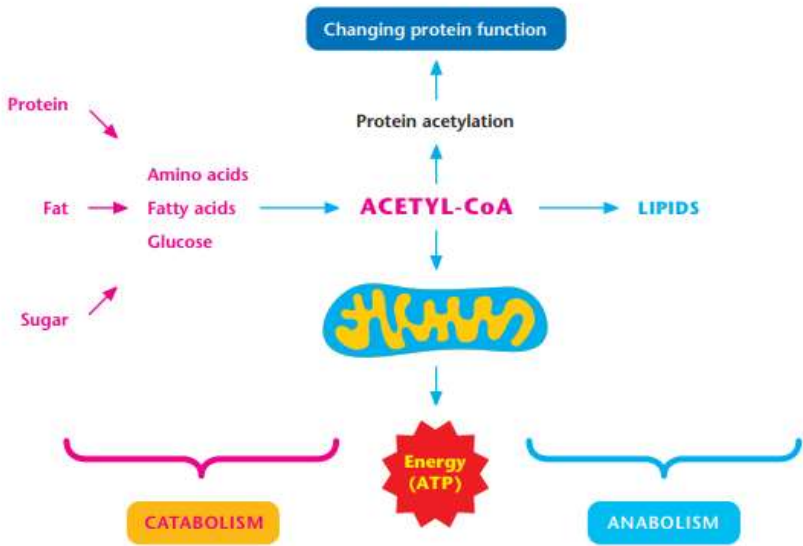 Changing protein function
Protein acetylation
Protein
Amino acids
Fat
Fatty acids
ACETYL-CoA
LIPIDS
Glucose
Sugar
Energy
(ATP)
CATABOLISM
ANABOLISM